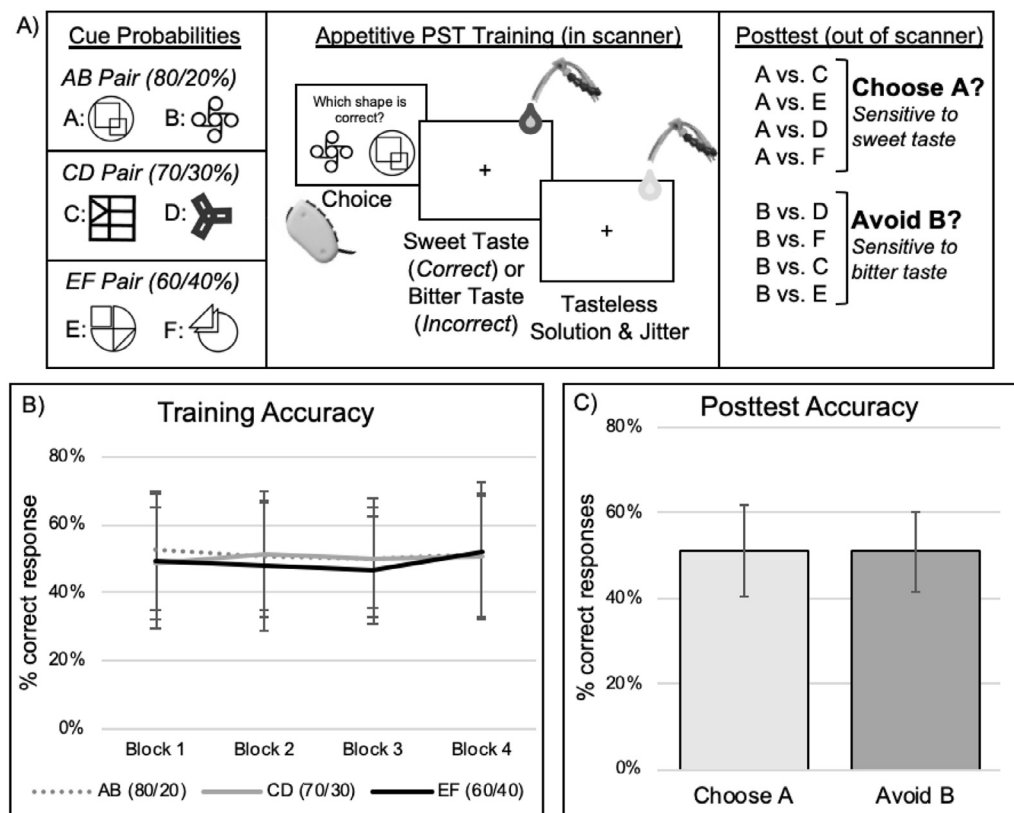 A)
Cue Probabilities
AB Pair (80/20%)
A:
B:
CD Pair (70/30%)
C:
D:
EF Pair (60/40%)
E:
F:
Appetitive PST Training (in scanner)
Which shape is
correct?
Choice
+
Sweet Taste
(Correct) or
Bitter Taste
(Incorrect)
+
Tasteless
Solution & Jitter
Posttest (out of scanner)
A vs. C
A vs. E
A vs. D
A vs. F
Choose A?
Sensitive to
sweet taste
B vs. D
B vs. F
B vs. C
B vs. E
Avoid B?
Sensitive to
bitter taste
B)
Training Accuracy
% correct response
80%
60%
40%
20%
0%
Block 1
Block 2
Block 3
Block 4
AB (80/20)
CD (70/30)
EF (60/40)
C)
Posttest Accuracy
% correct responses
80%
60%
40%
20%
0%
Choose A
Avoid B